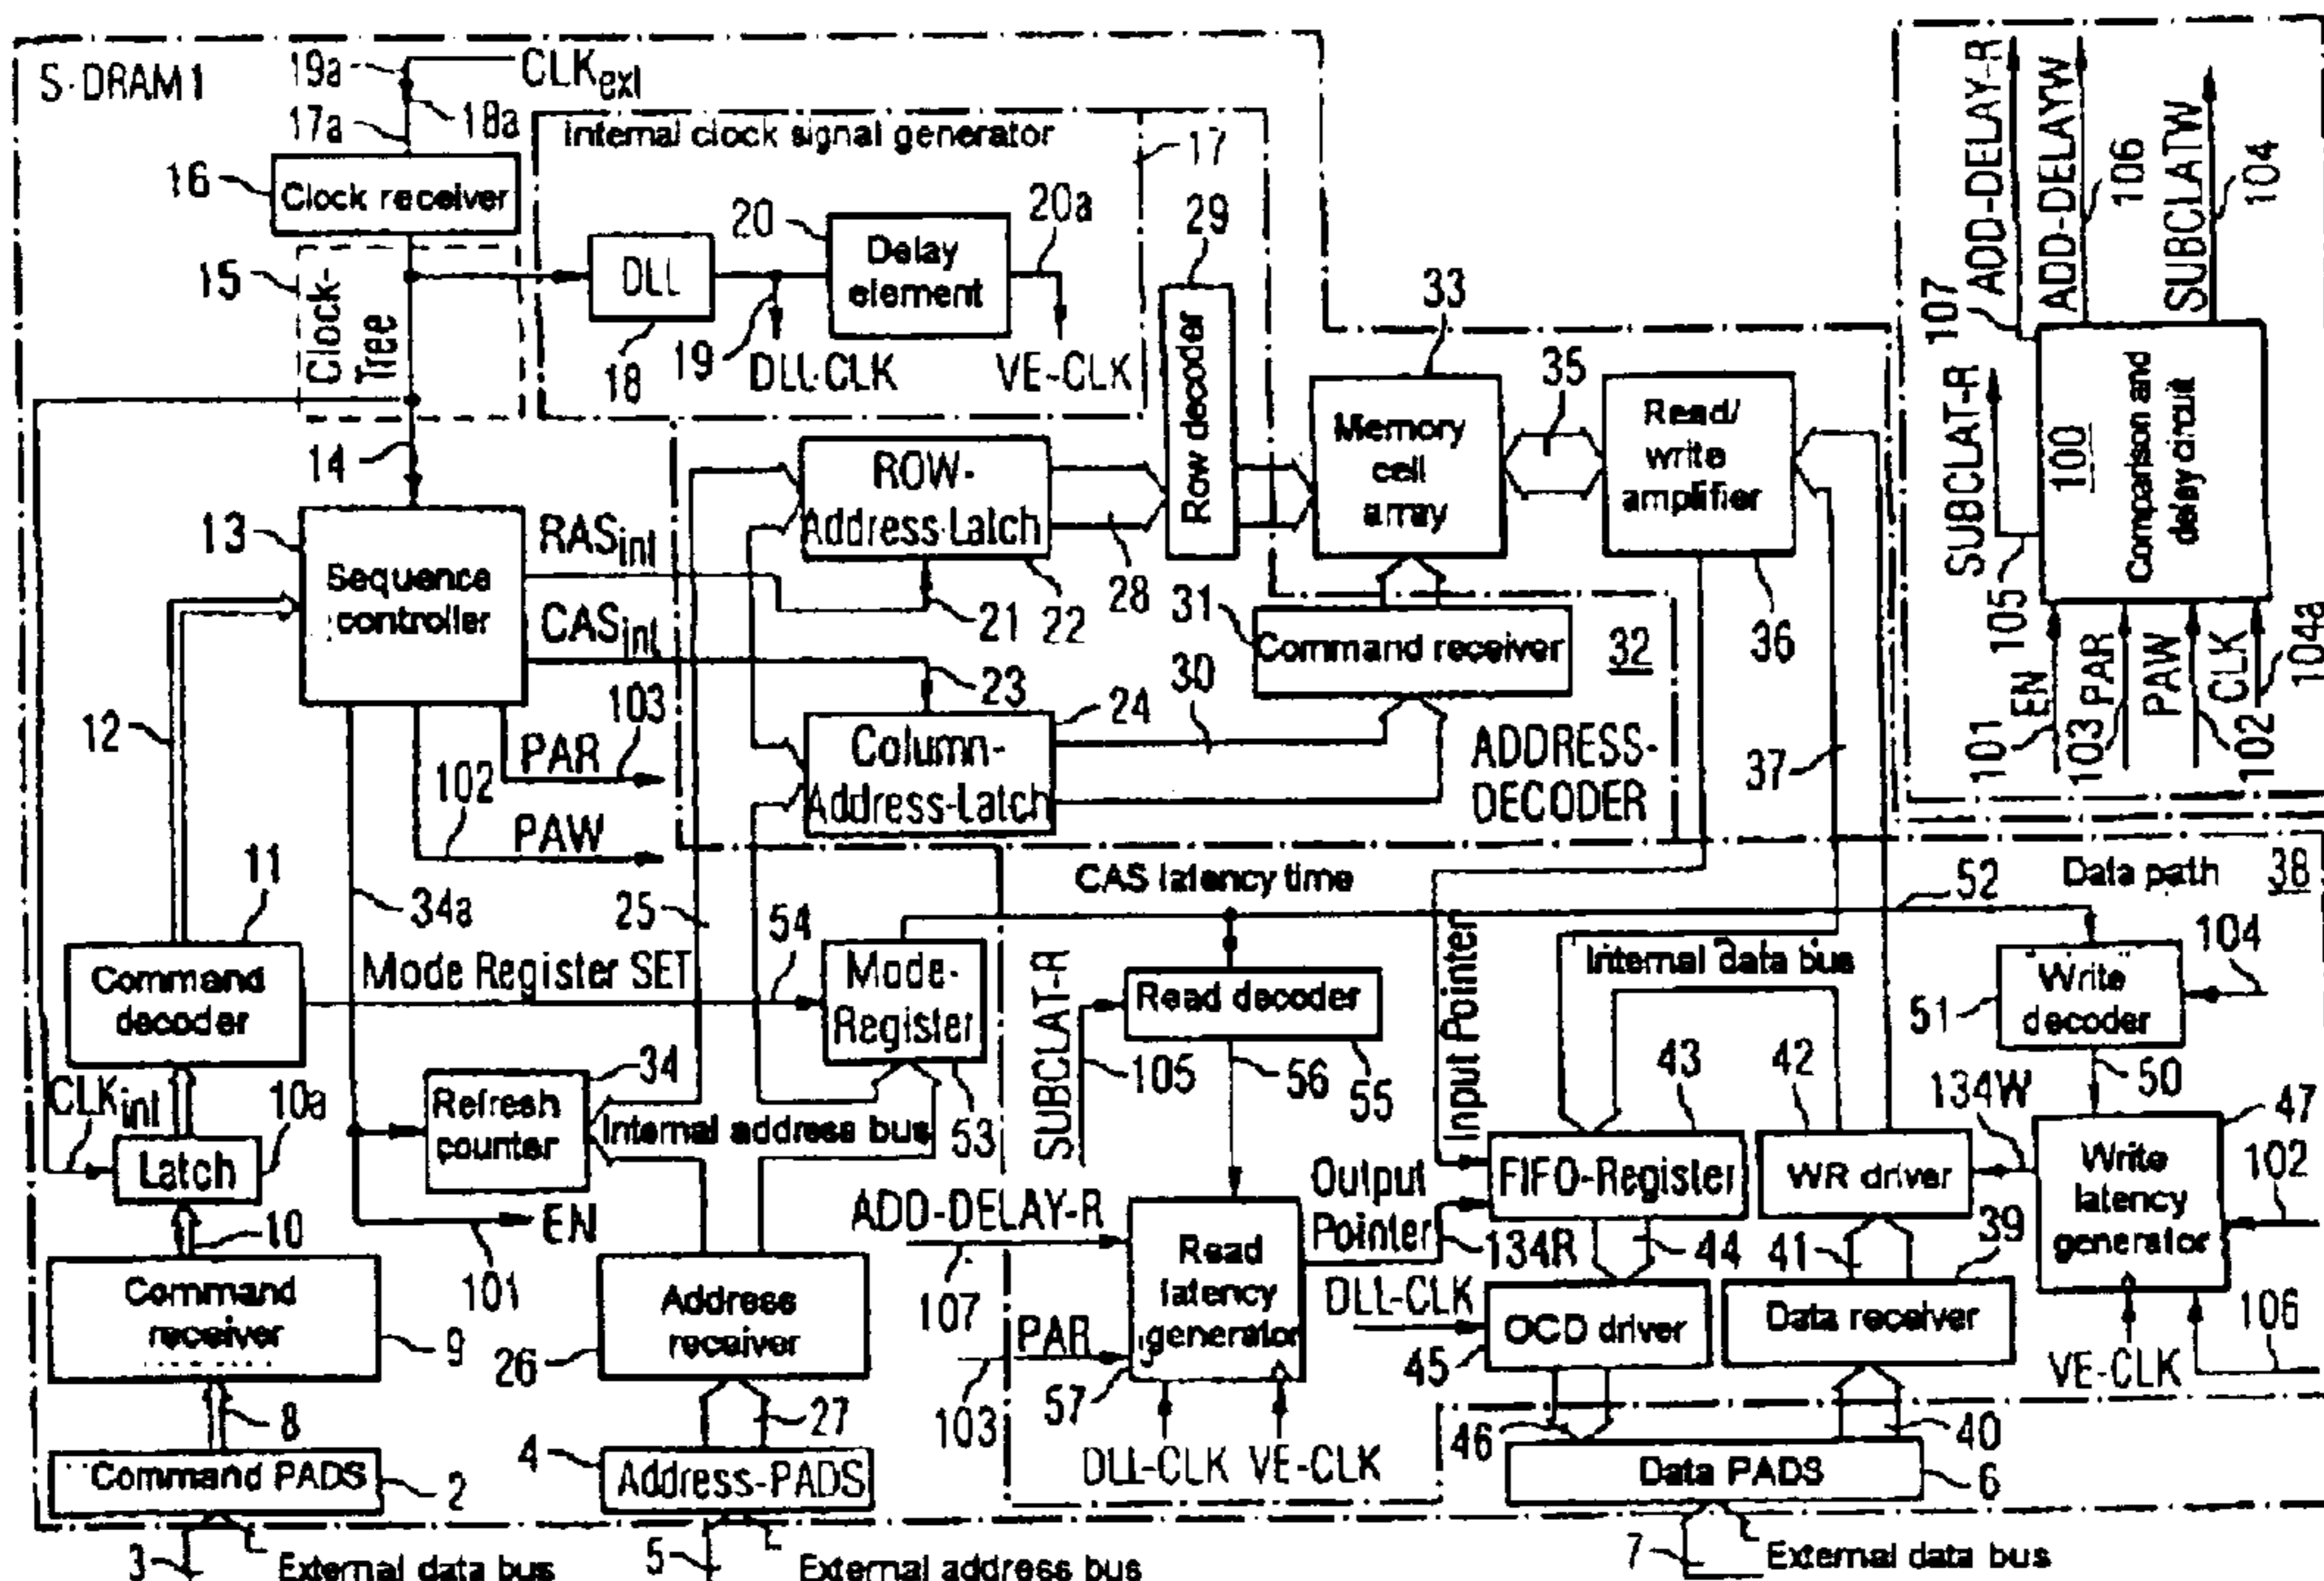 S-DRAM1
19a
CLKext
17a
18a
16
Clock receiver
15
Clock-
Tree
14
Internal clock signal generator
17
DLL
18
19
DLL-CLK
20
Delay
element
20a
VE-CLK
29
Row decoder
33
Memory
cell
array
35
Read/
write
amplifier
36
37
13
Sequence
controller
RASint
CASint
ROW-
Address-Latch
21
22
28
23
Column-
Address-Latch
24
30
31
Command receiver
32
ADDRESS-
DECODER
12
PAR
103
102
PAW
34a
25
11
Command
decoder
Mode Register SET
54
Mode-
Register
53
CLKint
10a
Latch
10
34
Refresh
counter
Internal address bus
EN
101
Command
receiver
9
8
Command PADS
2
3
External data bus
Address
receiver
26
27
4
Address-PADS
5
External address bus
CAS latency time
52
Data path
38
SUBCLAT-R
105
Read decoder
55
56
Input Pointer
Internal data bus
51
Write
decoder
104
50
ADD-DELAY-R
107
PAR
103
57
Read
latency
generator
DLL-CLK
VE-CLK
Output
Pointer
134R
43
FIFO-Register
44
42
WR driver
134W
47
Write
latency
generator
102
106
VE-CLK
DLL-CLK
OCD driver
45
41
39
Data receiver
46
40
Data PADS
6
7
External data bus
ADD-DELAY-R
107
ADD-DELAYW
106
SUBCLATW
104
SUBCLAT-R
105
100
Comparison and
delay circuit
101
EN
103
PAR
PAW
102
CLK
104a